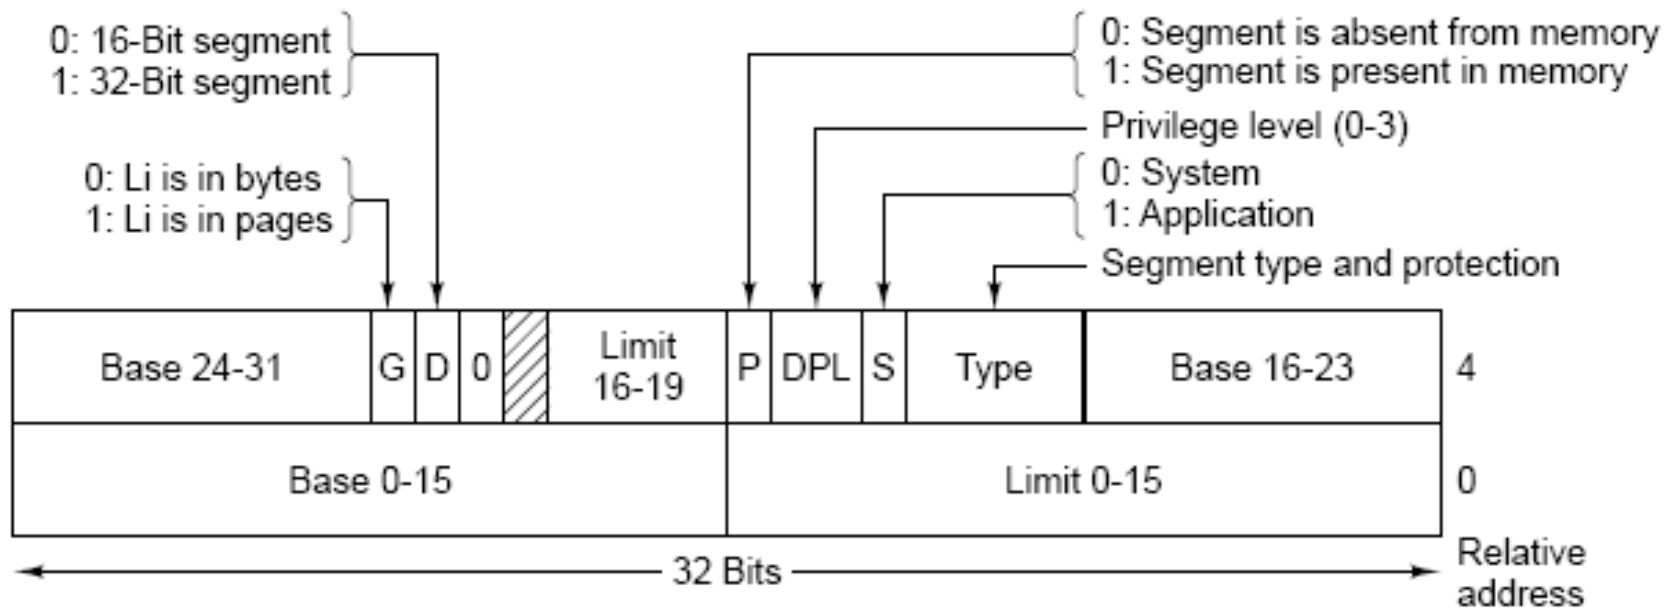 0: 16-Bit segment
1: 32-Bit segment
0: Li is in bytes
1: Li is in pages
0: Segment is absent from memory
1: Segment is present in memory
Privilege level (0-3)
0: System
1: Application
Segment type and protection
Base 24-31
G
D
0
Limit
16-19
P
DPL
S
Type
Base 16-23
4
Base 0-15
Limit 0-15
0
32 Bits
Relative
address